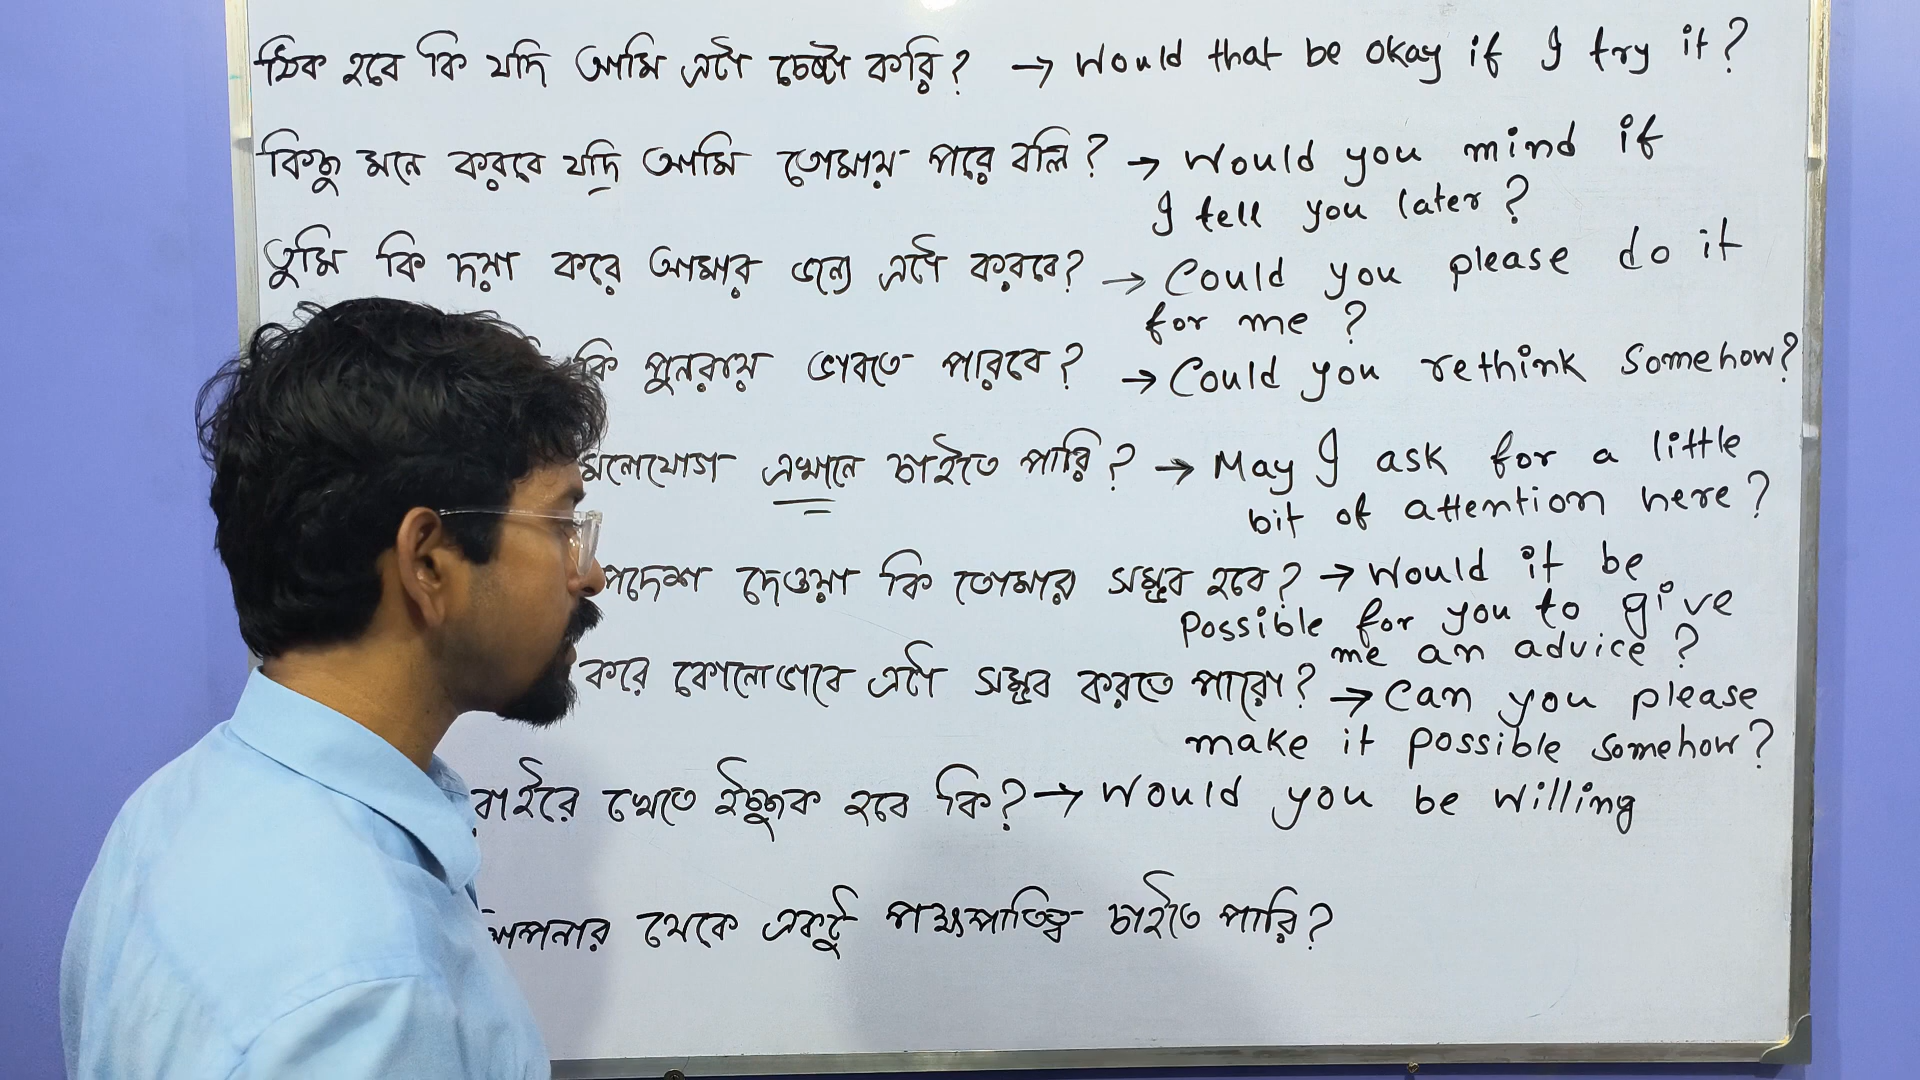 ঠিক হবে কি যদি আমি এটা চেষ্টা করি? → Would that be okay if I try it?
কিছু মনে করবে যদি আমি তোমায় পরে বলি? → Would you mind if
I tell you later?
তুমি কি দয়া করে আমার জন্যে এটা করবে? → Could you please do it
for me?
কি পুনরায় ভাবতে পারবে? → Could you rethink somehow?
মনোযোগ এখানে চাইতে পারি? → May I ask for a little
bit of attention here?
পদেশ দেওয়া কি তোমার সম্ভব হবে? → Would it be
possible for you to give
me an advice?
করে কোনোভাবে এটা সম্ভব করতে পারো? → Can you please
make it possible somehow?
বাইরে খেতে ইচ্ছুক হবে কি? → Would you be willing
আপনার থেকে একটু পক্ষপাতিত্ব চাইতে পারি?